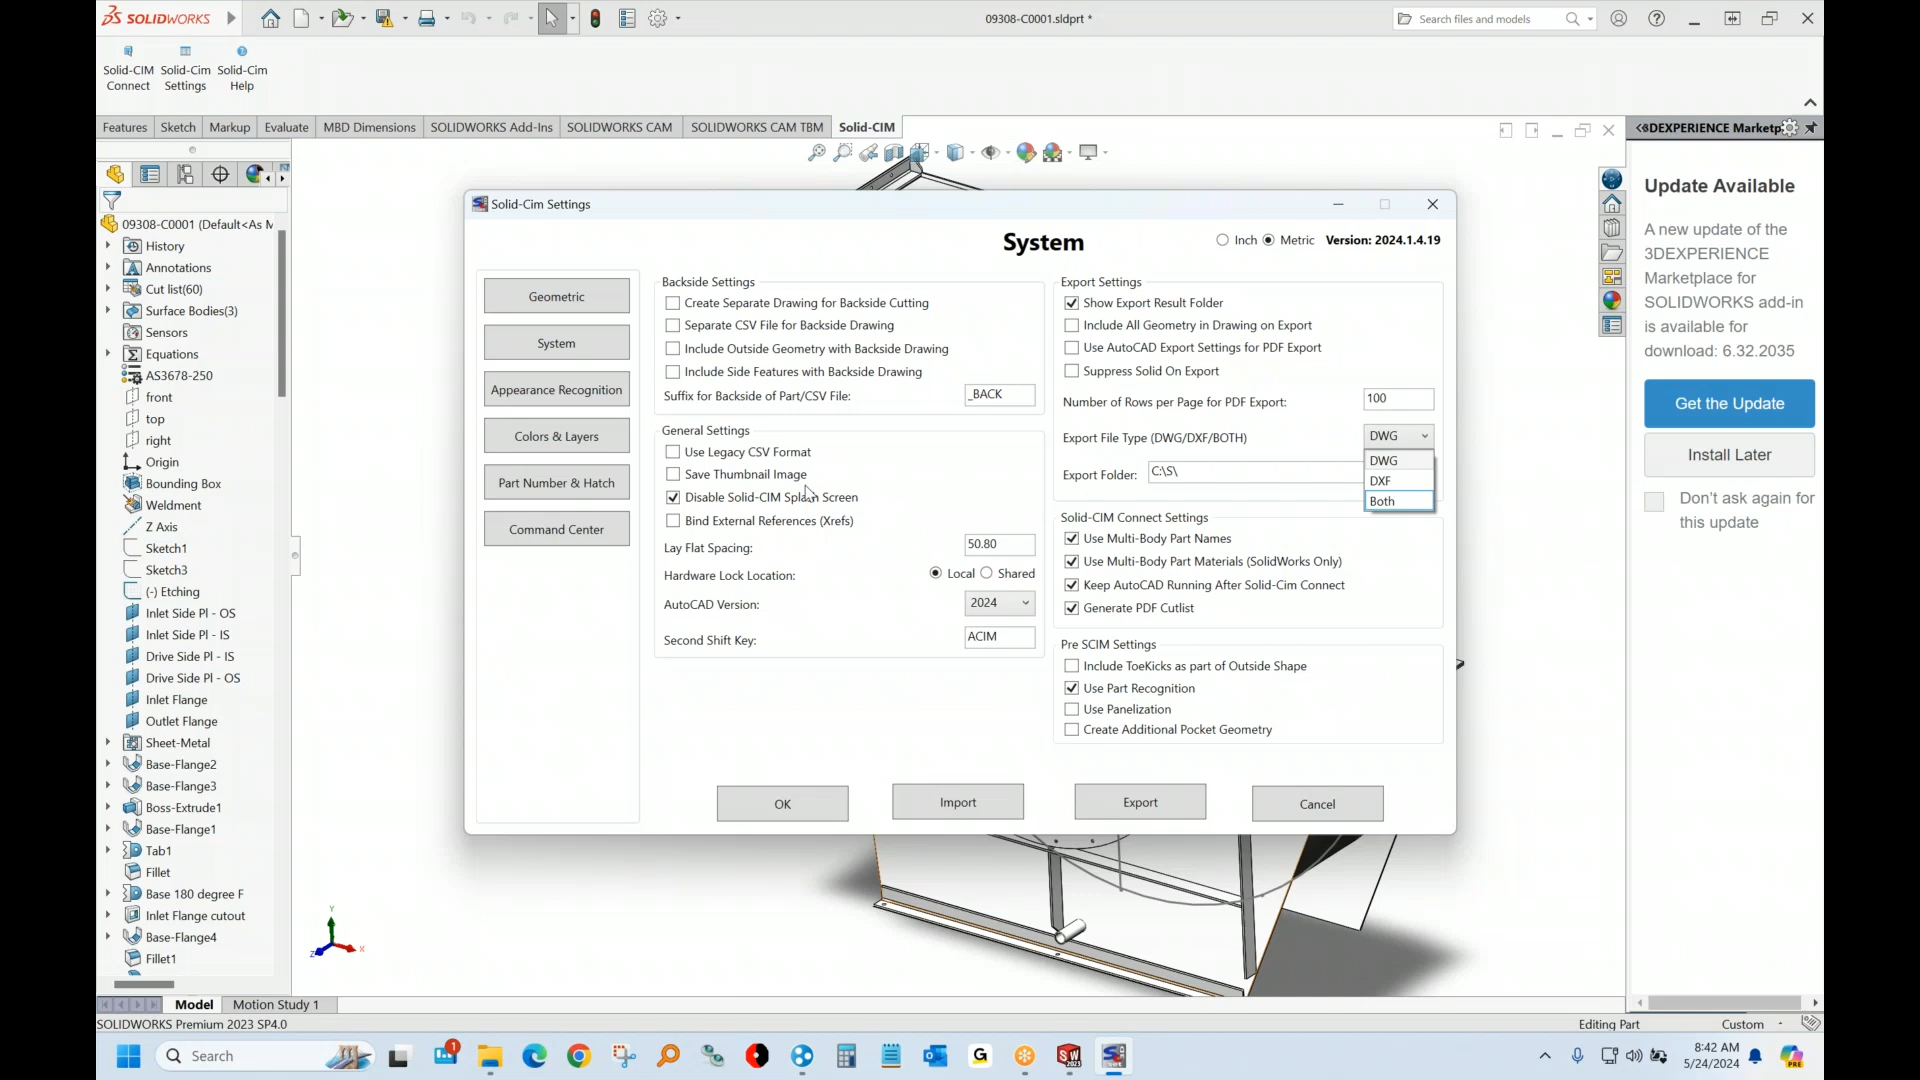 SOLIDWORKS
09308-C0001.sldprt *
Search files and models
Solid-CIM Connect
Solid-Cim Settings
Solid-Cim Help
Features
Sketch
Markup
Evaluate
MBD Dimensions
SOLIDWORKS Add-Ins
SOLIDWORKS CAM
SOLIDWORKS CAM TBM
Solid-CIM
09308-C0001 (Default<As M
History
Annotations
Cut list(60)
Surface Bodies(3)
Sensors
Equations
AS3678-250
front
top
right
Origin
Bounding Box
Weldment
Z Axis
Sketch1
Sketch3
(-) Etching
Inlet Side Pl - OS
Inlet Side Pl - IS
Drive Side Pl - IS
Drive Side Pl - OS
Inlet Flange
Outlet Flange
Sheet-Metal
Base-Flange2
Base-Flange3
Boss-Extrude1
Base-Flange1
Tab1
Fillet
Base 180 degree F
Inlet Flange cutout
Base-Flange4
Fillet1
Solid-Cim Settings
System
Inch
Metric
Version: 2024.1.4.19
Geometric
System
Appearance Recognition
Colors & Layers
Part Number & Hatch
Command Center
Backside Settings
Create Separate Drawing for Backside Cutting
Separate CSV File for Backside Drawing
Include Outside Geometry with Backside Drawing
Include Side Features with Backside Drawing
Suffix for Backside of Part/CSV File:
_BACK
General Settings
Use Legacy CSV Format
Save Thumbnail Image
Disable Solid-CIM Splash Screen
Bind External References (Xrefs)
Lay Flat Spacing:
50.80
Hardware Lock Location:
Local
Shared
AutoCAD Version:
2024
Second Shift Key:
ACIM
Export Settings
Show Export Result Folder
Include All Geometry in Drawing on Export
Use AutoCAD Export Settings for PDF Export
Suppress Solid On Export
Number of Rows per Page for PDF Export:
100
Export File Type (DWG/DXF/BOTH)
DWG
DWG
DXF
Both
Export Folder:
C:\S\
Solid-CIM Connect Settings
Use Multi-Body Part Names
Use Multi-Body Part Materials (SolidWorks Only)
Keep AutoCAD Running After Solid-Cim Connect
Generate PDF Cutlist
Pre SCIM Settings
Include ToeKicks as part of Outside Shape
Use Part Recognition
Use Panelization
Create Additional Pocket Geometry
OK
Import
Export
Cancel
3DEXPERIENCE Marketp
Update Available
A new update of the
3DEXPERIENCE
Marketplace for
SOLIDWORKS add-in
is available for
download: 6.32.2035
Get the Update
Install Later
Don't ask again for
this update
Model
Motion Study 1
SOLIDWORKS Premium 2023 SP4.0
Editing Part
Custom
Search
8:42 AM
5/24/2024